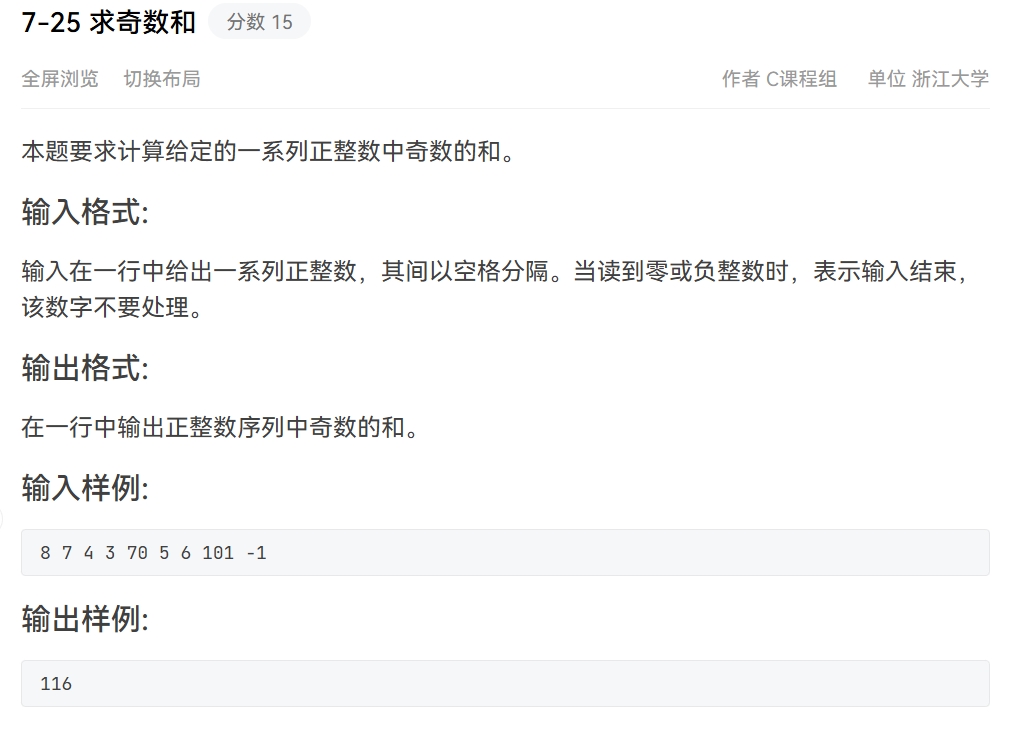 7-25 求奇数和 分数 15
全屏浏览 切换布局 作者 C课程组 单位 浙江大学
本题要求计算给定的一系列正整数中奇数的和。
输入格式:
输入在一行中给出一系列正整数，其间以空格分隔。当读到零或负整数时，表示输入结束，
该数字不要处理。
输出格式:
在一行中输出正整数序列中奇数的和。
输入样例:
8 7 4 3 70 5 6 101 -1
输出样例:
116